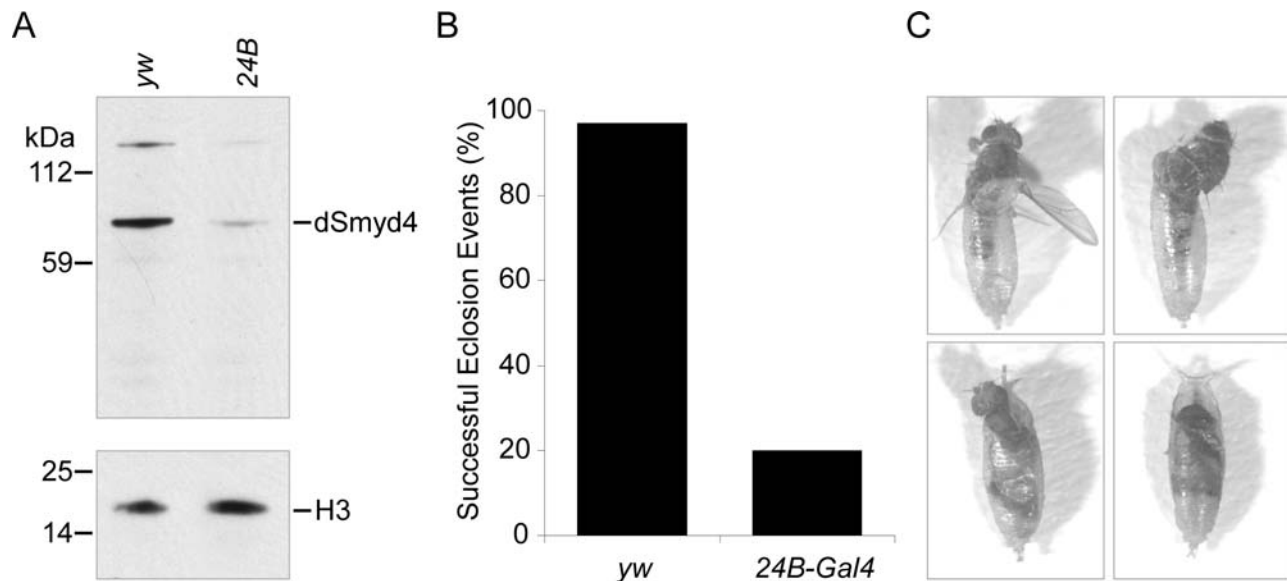 A
yw
24B
kDa
112
59
dSmyd4
25
14
H3
B
Successful Eclosion Events (%)
100
80
60
40
20
0
yw
24B-Gal4
C